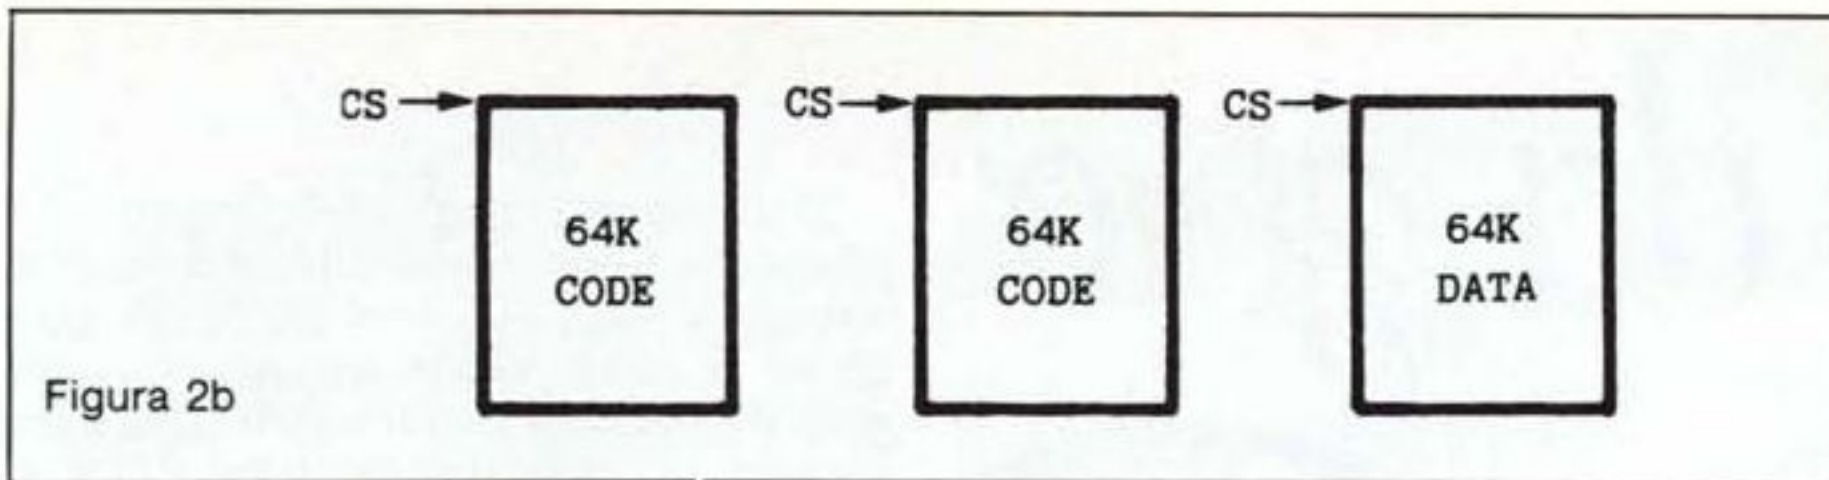 CS
CS
CS
64K
CODE
64K
CODE
64K
DATA
Figura 2b